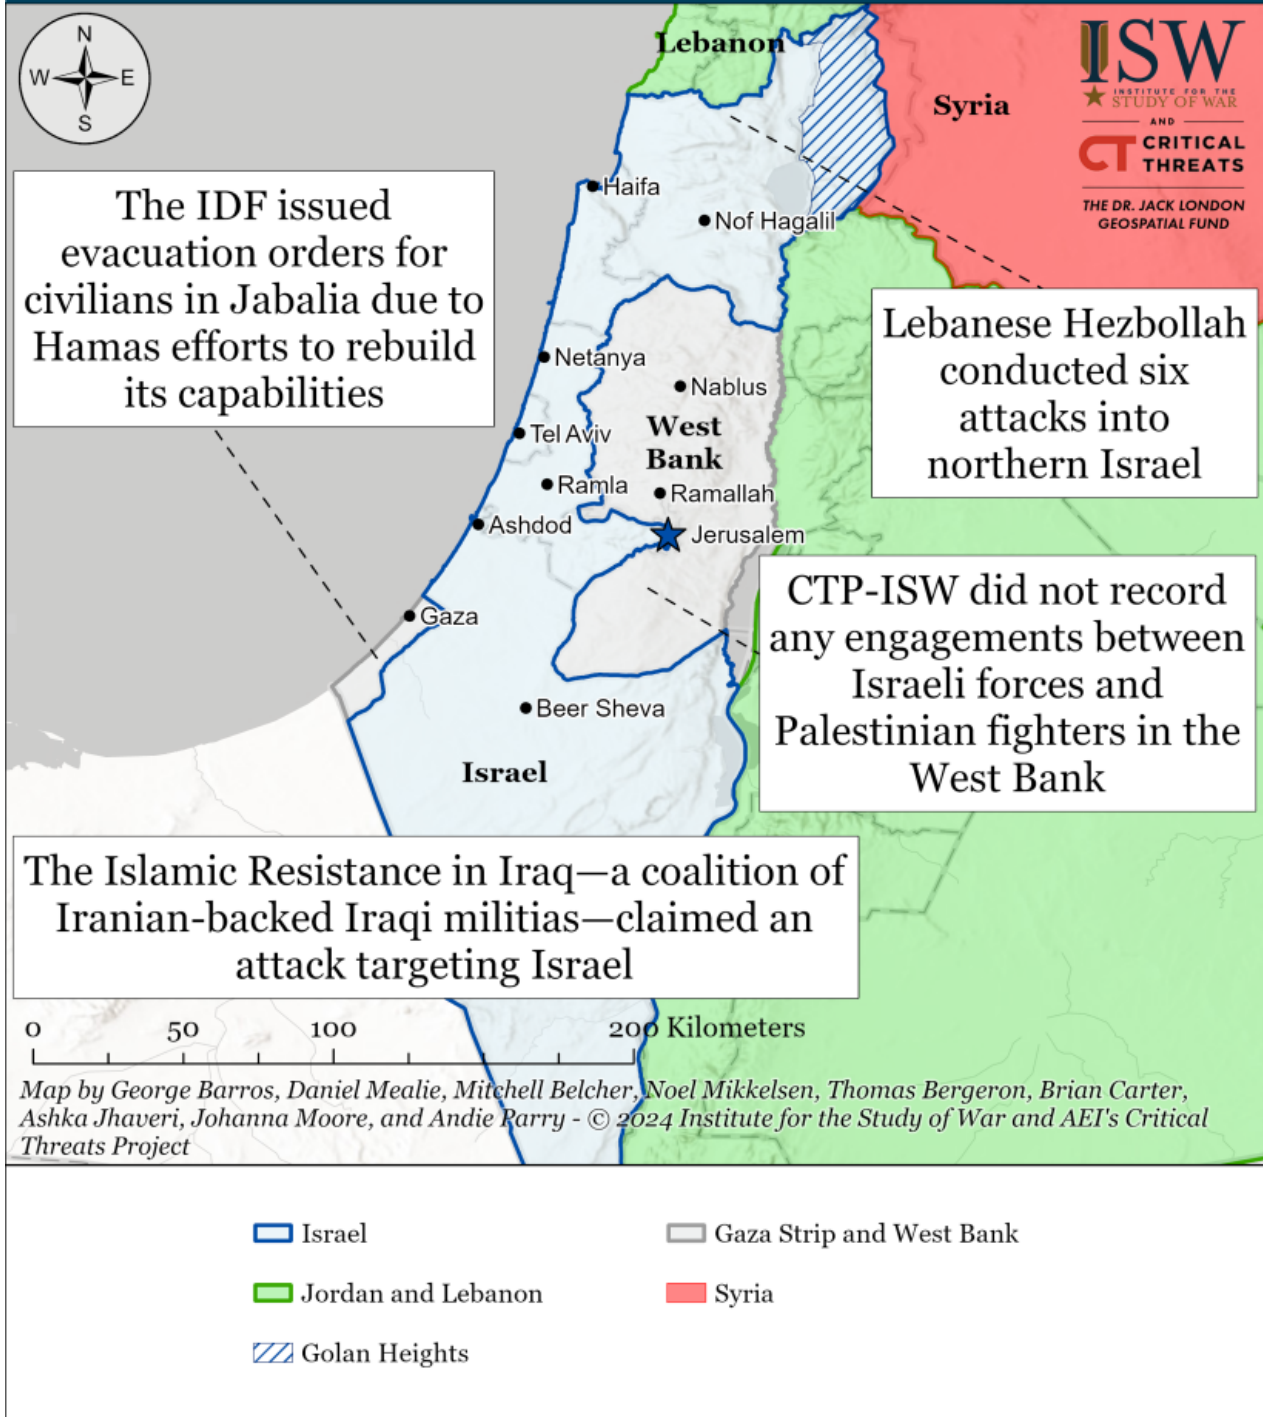 N
W
E
S
Lebanon
Syria
ISW
INSTITUTE FOR THE
STUDY OF WAR
AND
CT CRITICAL
THREATS
THE DR. JACK LONDON
GEOSPATIAL FUND
The IDF issued
evacuation orders for
civilians in Jabalia due to
Hamas efforts to rebuild
its capabilities
Haifa
Nof Hagalil
Lebanese Hezbollah
conducted six
attacks into
northern Israel
Netanya
Nablus
West
Bank
Tel Aviv
Ramla
Ramallah
Ashdod
Jerusalem
CTP-ISW did not record
any engagements between
Israeli forces and
Palestinian fighters in the
West Bank
Gaza
Beer Sheva
Israel
The Islamic Resistance in Iraq—a coalition of
Iranian-backed Iraqi militias—claimed an
attack targeting Israel
0 50 100 200 Kilometers
Map by George Barros, Daniel Mealie, Mitchell Belcher, Noel Mikkelsen, Thomas Bergeron, Brian Carter,
Ashka Jhaveri, Johanna Moore, and Andie Parry - © 2024 Institute for the Study of War and AEI's Critical
Threats Project
Israel
Gaza Strip and West Bank
Jordan and Lebanon
Syria
Golan Heights